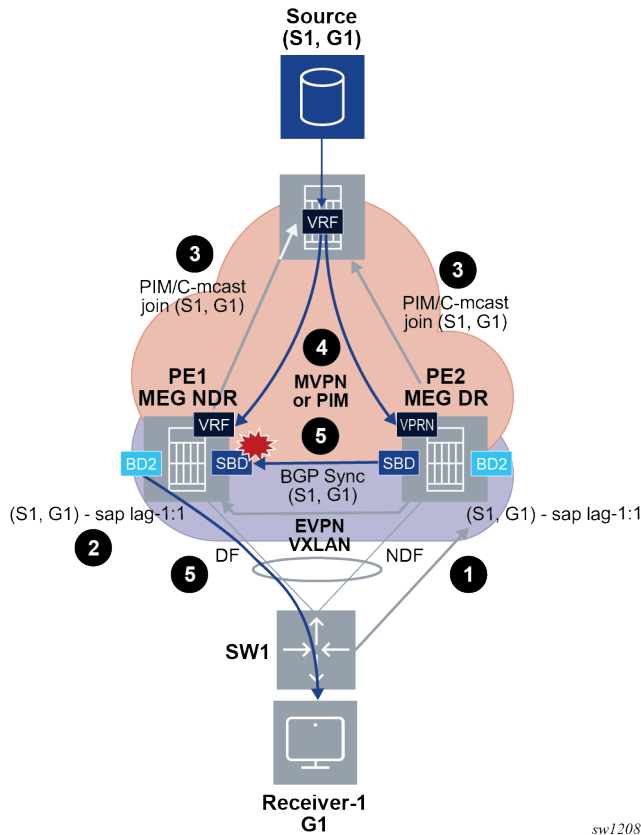 Source
(S1, G1)
VRF
3
PIM/C-mcast
join (S1, G1)
3
PIM/C-mcast
join (S1, G1)
4
MVPN
or PIM
PE1
MEG NDR
PE2
MEG DR
VRF
VPRN
5
BD2
SBD
SBD
BD2
BGP Sync
(S1, G1)
(S1, G1) - sap lag-1:1
(S1, G1) - sap lag-1:1
2
EVPN
VXLAN
DF
NDF
5
1
SW1
Receiver-1
G1
sw1208